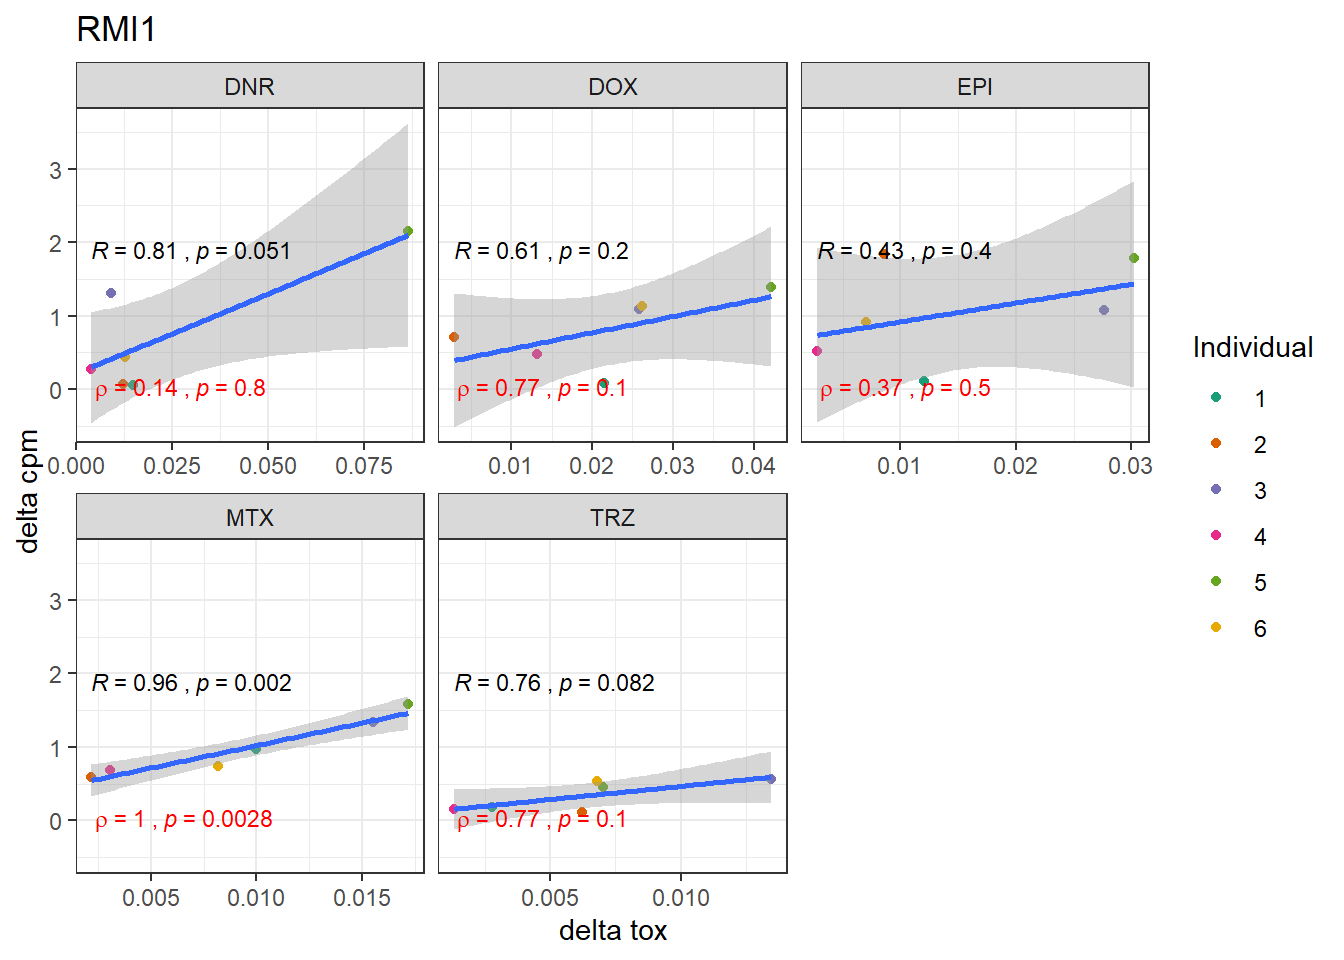 RMI1
DNR
DOX
EPI
3
2
1
0
R = 0.81 , p = 0.051
R = 0.61 , p = 0.2
R = 0.43 , p = 0.4
ρ = 0.14 , p = 0.8
ρ = 0.77 , p = 0.1
ρ = 0.37 , p = 0.5
0.000 0.025 0.050 0.075
0.01 0.02 0.03 0.04
0.01 0.02 0.03
delta cpm
MTX
TRZ
3
2
1
0
R = 0.96 , p = 0.002
R = 0.76 , p = 0.082
ρ = 1 , p = 0.0028
ρ = 0.77 , p = 0.1
0.005 0.010 0.015
0.005 0.010
delta tox
Individual
1
2
3
4
5
6